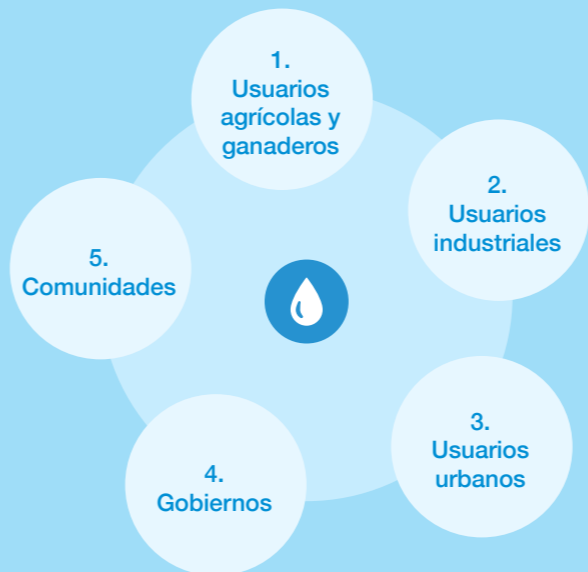 1.
Usuarios
agrícolas y
ganaderos
2.
Usuarios
industriales
3.
Usuarios
urbanos
4.
Gobiernos
5.
Comunidades